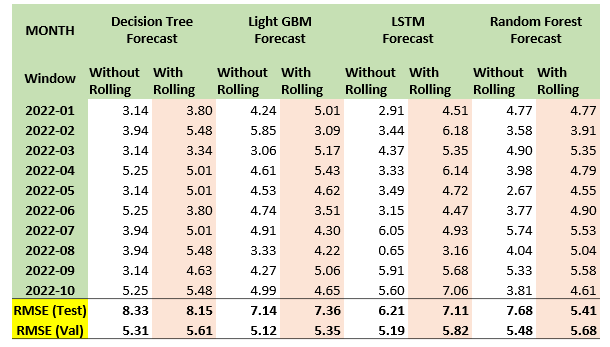 MONTH Decision Tree Forecast Light GBM Forecast LSTM Forecast Random Forest Forecast
Window Without Rolling With Rolling Without Rolling With Rolling Without Rolling With Rolling Without Rolling With Rolling
2022-01 3.14 3.80 4.24 5.01 2.91 4.51 4.77 4.77
2022-02 3.94 5.48 5.85 3.09 3.44 6.18 3.58 3.91
2022-03 3.14 3.34 3.06 5.17 4.37 5.35 4.90 5.35
2022-04 5.25 5.01 4.61 5.43 3.33 6.14 3.98 4.79
2022-05 3.14 5.01 4.53 4.62 3.49 4.72 2.67 4.55
2022-06 5.25 3.80 4.74 3.51 3.15 4.47 3.77 4.90
2022-07 3.94 5.01 4.91 4.30 6.05 4.93 5.74 5.53
2022-08 3.94 5.48 3.33 4.22 0.65 3.16 4.04 5.04
2022-09 3.14 4.63 4.27 5.06 5.91 5.68 5.33 5.58
2022-10 5.25 5.48 4.99 4.65 5.60 7.06 3.81 4.61
RMSE (Test) 8.33 8.15 7.14 7.36 6.21 7.11 7.68 5.41
RMSE (Val) 5.31 5.61 5.12 5.35 5.19 5.82 5.48 5.68